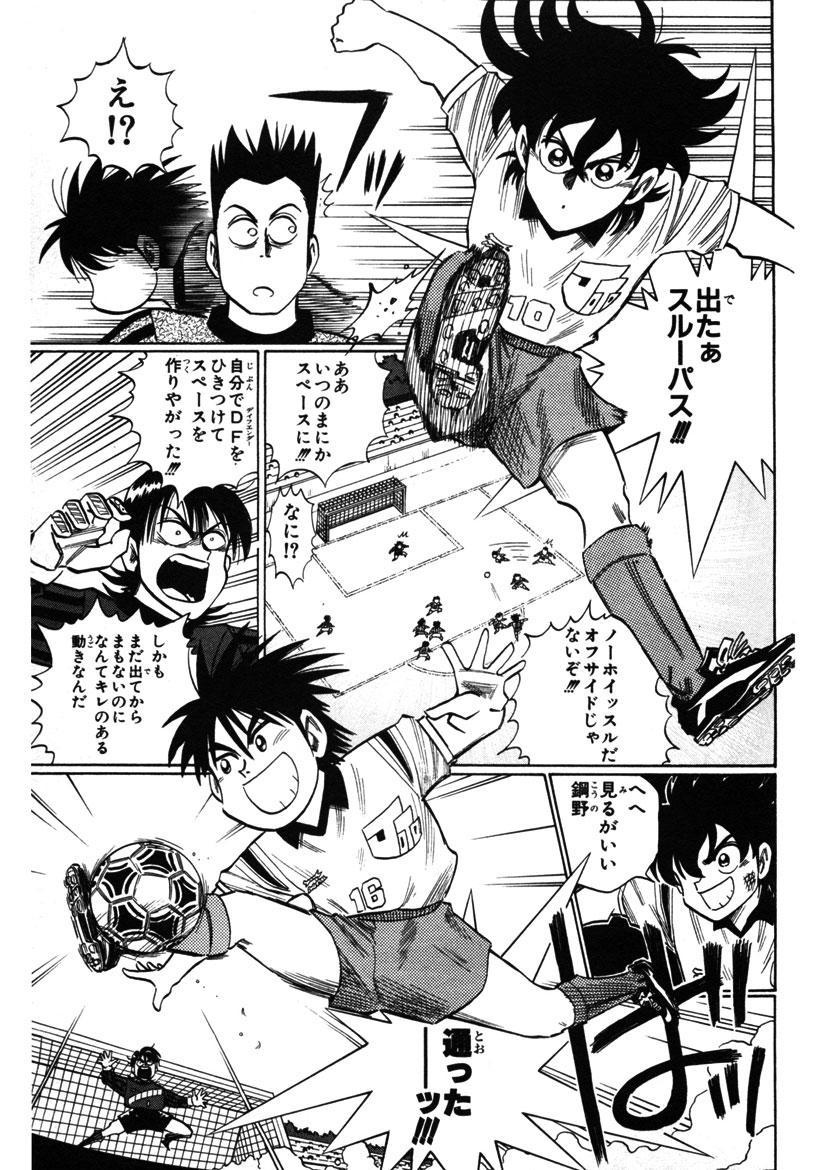 出たぁ
スルーパス!!!
10
え!?
ああ
いつのまにか
スペースに!!!
なに!?
ノーホイッスルだ
オフサイドじゃ
ないぞ!!!
自分でDFを
ひきつけて
スペースを
作りやがった!!!
しかも
まだ出てから
まもないのに
なんてキレのある
動きなんだ
へへ
見るがいい
鋼野
16
通った
──ッ!!!